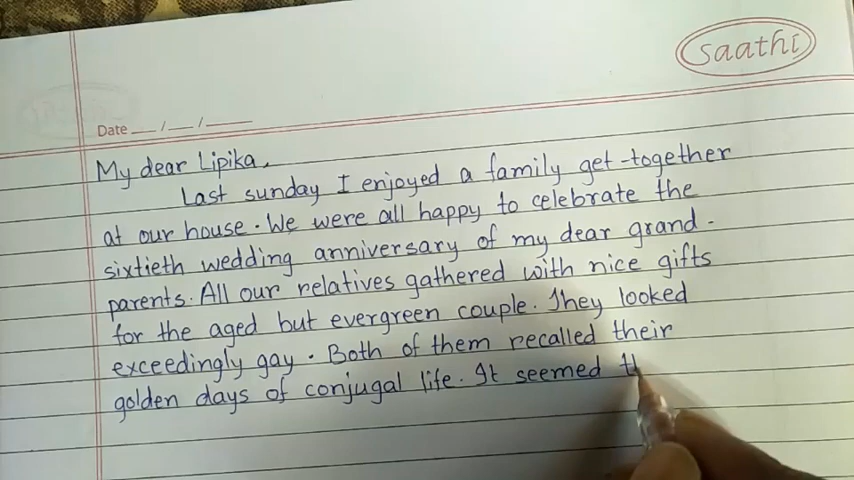 saathi
Date __/__/____
My dear Lipika,
Last sunday I enjoyed a family get-together
at our house. We were all happy to celebrate the
sixtieth wedding anniversary of my dear grand-
parents. All our relatives gathered with nice gifts
for the aged but evergreen couple. They looked
exceedingly gay. Both of them recalled their
golden days of conjugal life. It seemed t